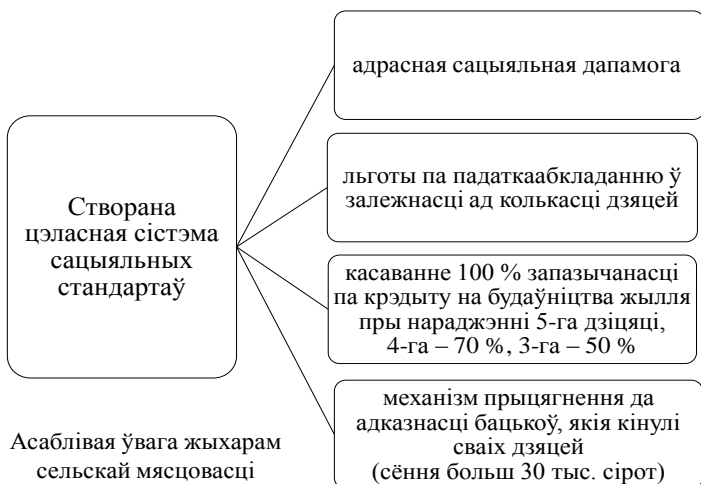 Створана
цэласная сістэма
сацыяльных
стандартаў
адрасная сацыяльная дапамога
льготы па падаткаабкладанню ў
залежнасці ад колькасці дзяцей
касаванне 100 % запазычанасці
па крэдыту на будаўніцтва жылля
пры нараджэнні 5-га дзіцяці,
4-га – 70 %, 3-га – 50 %
механізм прыцягнення да
адказнасці бацькоў, якія кінулі
сваіх дзяцей
(сёння больш 30 тыс. сірот)
Асаблівая ўвага жыхарам
сельскай мясцовасці